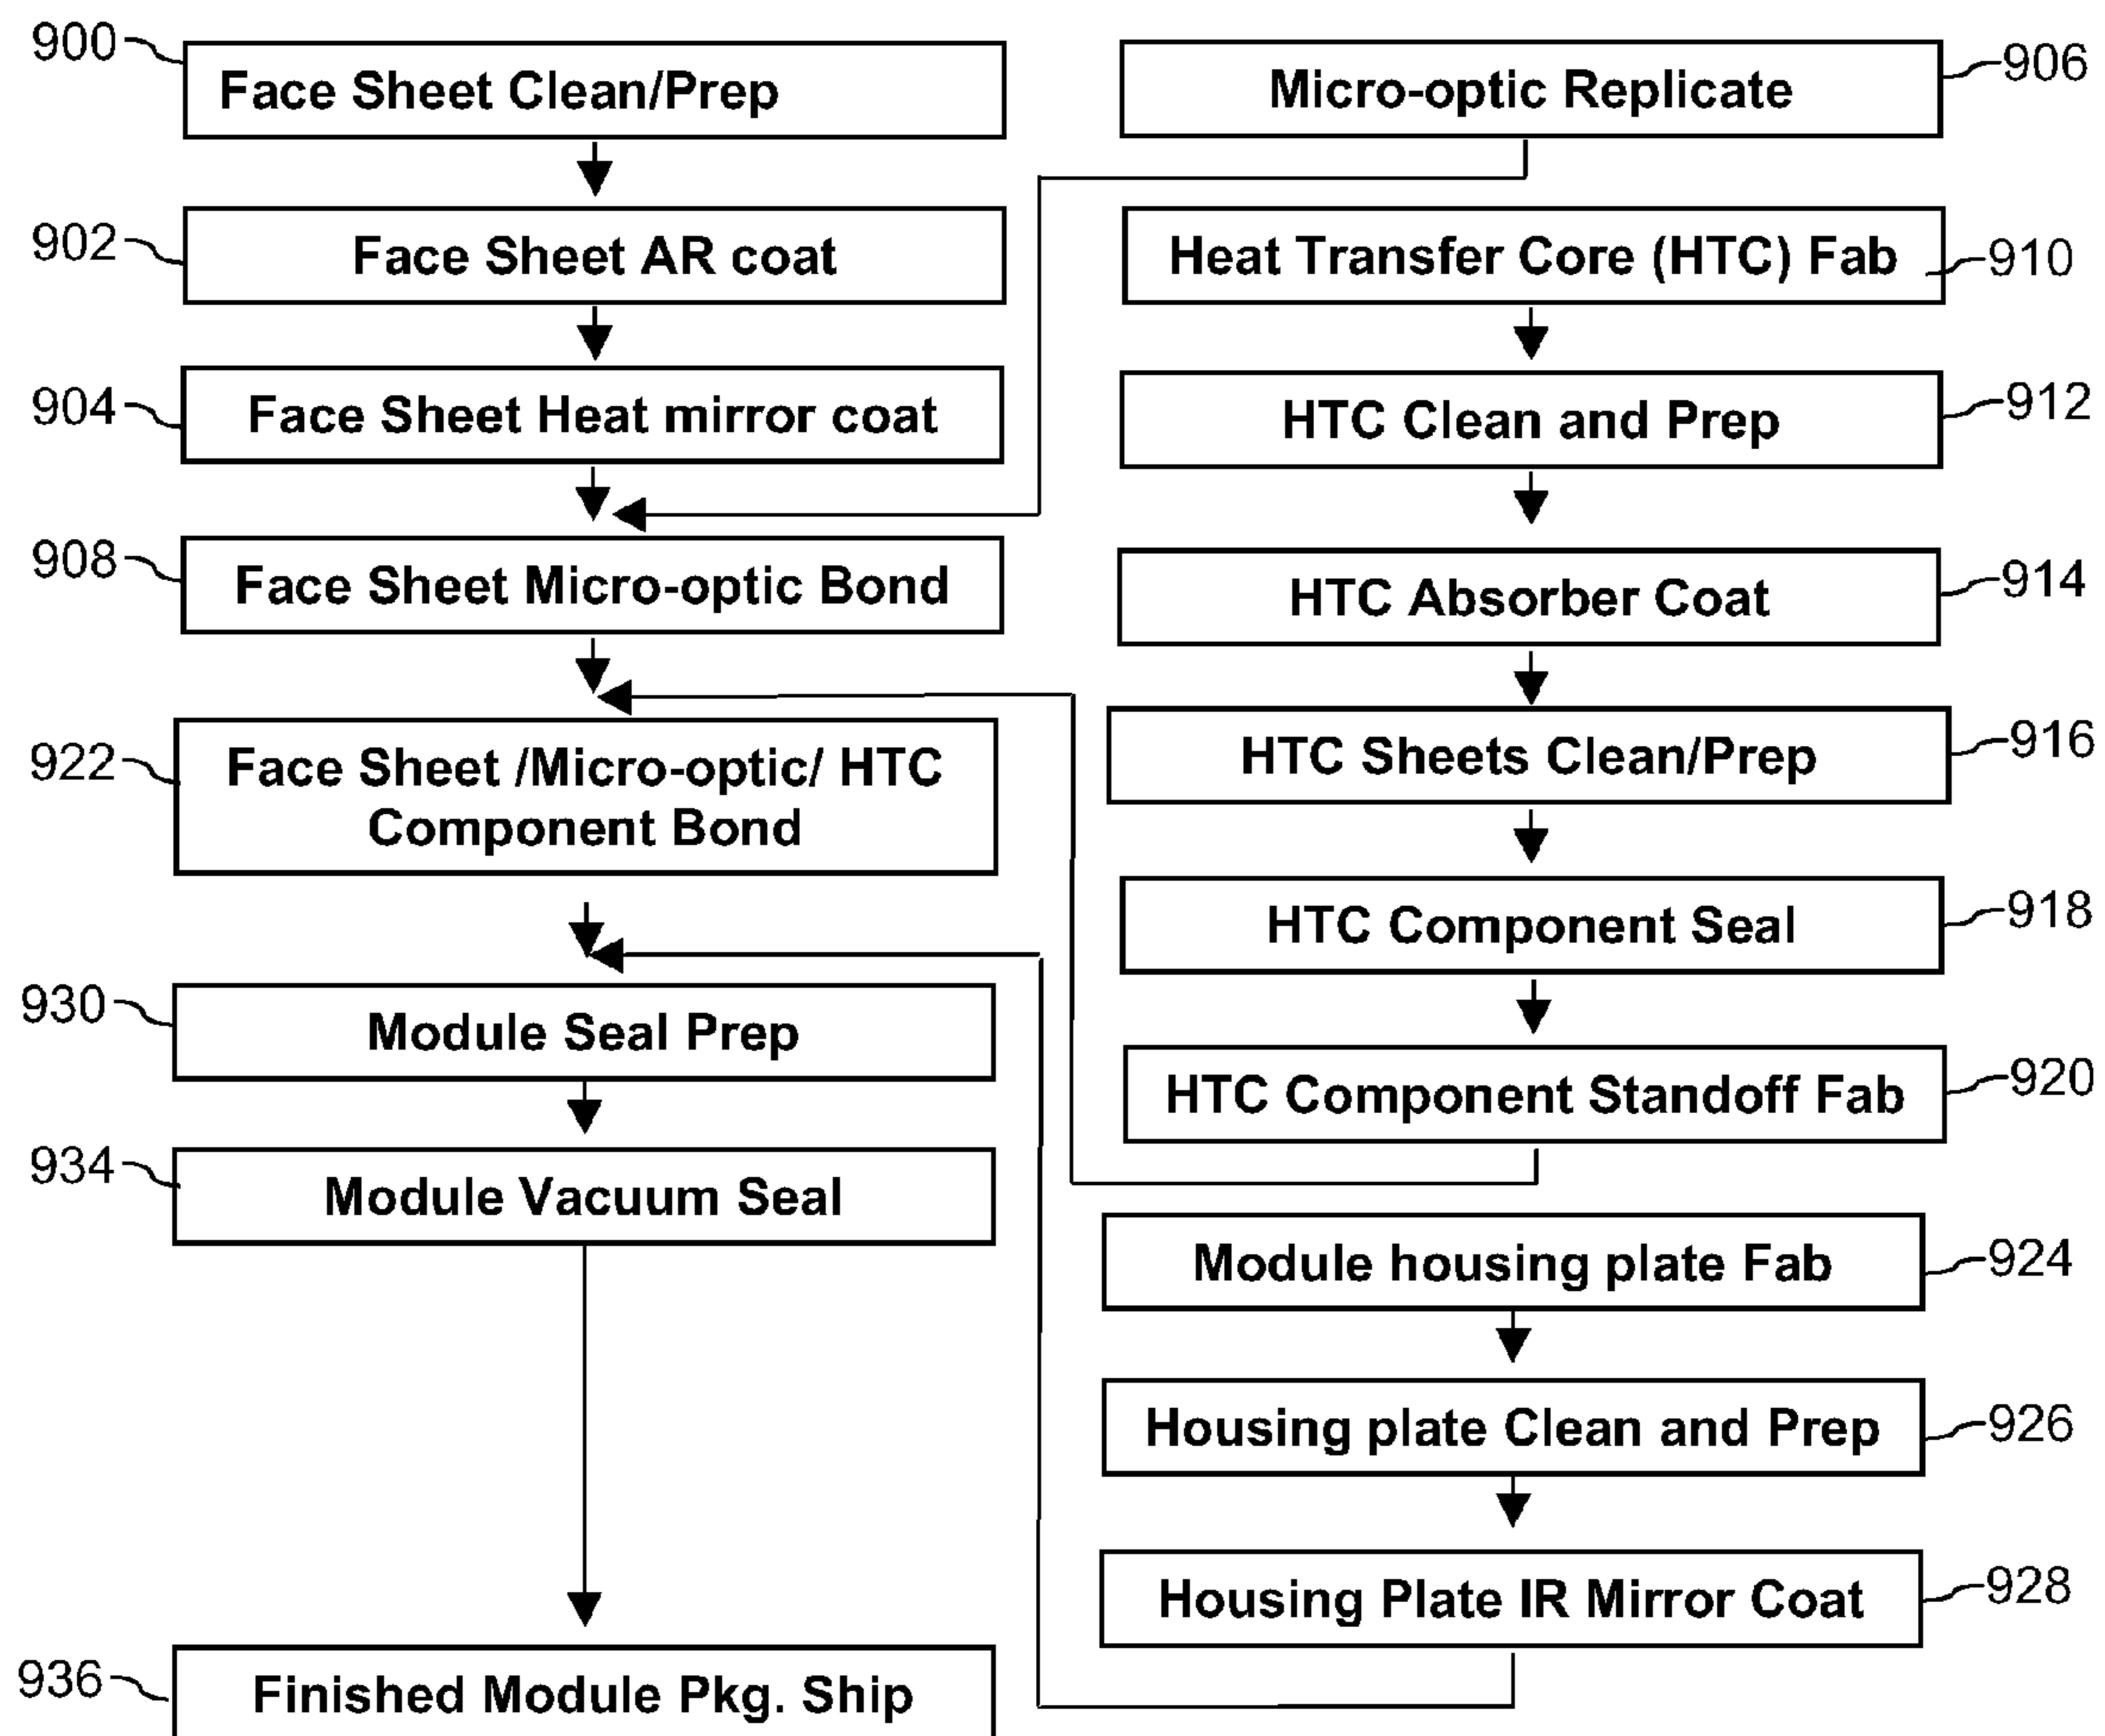 900
Face Sheet Clean/Prep
902
Face Sheet AR coat
904
Face Sheet Heat mirror coat
908
Face Sheet Micro-optic Bond
922
Face Sheet /Micro-optic/ HTC
Component Bond
930
Module Seal Prep
934
Module Vacuum Seal
936
Finished Module Pkg. Ship
Micro-optic Replicate
906
Heat Transfer Core (HTC) Fab
910
HTC Clean and Prep
912
HTC Absorber Coat
914
HTC Sheets Clean/Prep
916
HTC Component Seal
918
HTC Component Standoff Fab
920
Module housing plate Fab
924
Housing plate Clean and Prep
926
Housing Plate IR Mirror Coat
928